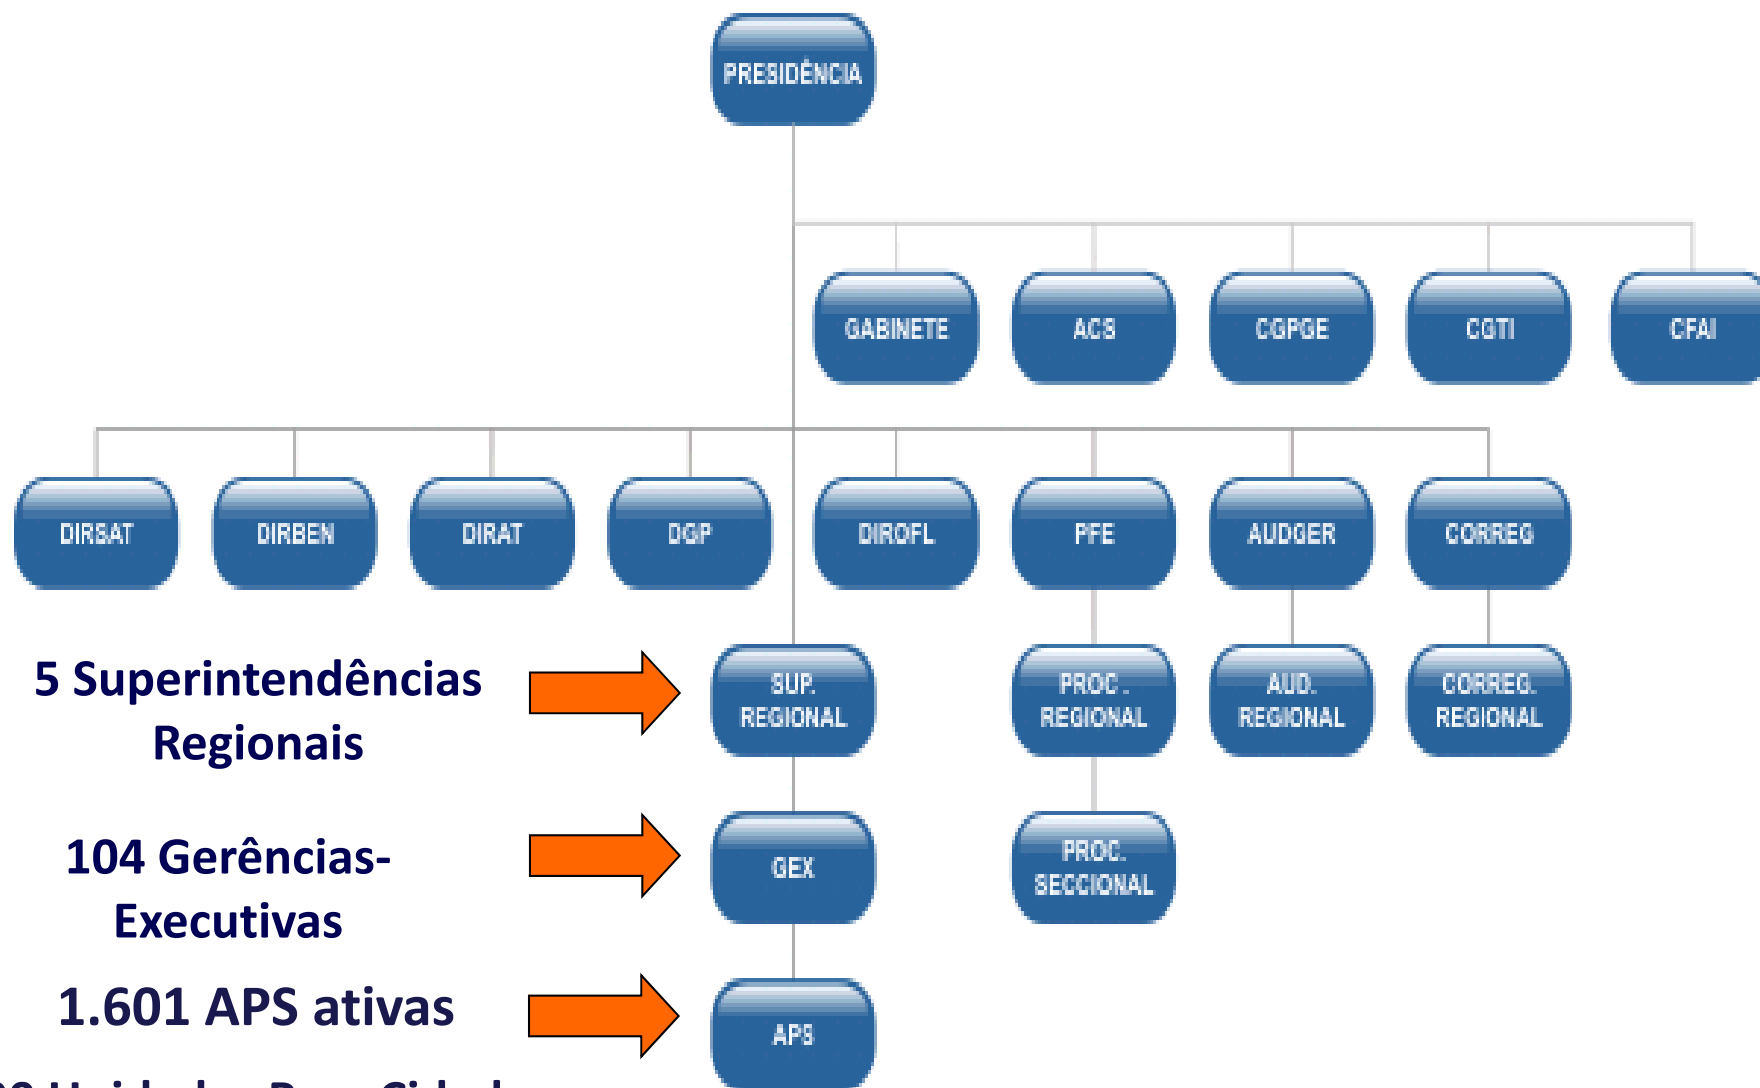 PRESIDÊNCIA
GABINETE
ACS
CGPGE
CGTI
CFAI
DIRSAT
DIRBEN
DIRAT
DGP
DIROFL
PFE
AUDGER
CORREG
5 Superintendências
Regionais
SUP.
REGIONAL
PROC.
REGIONAL
AUD.
REGIONAL
CORREG.
REGIONAL
104 Gerências-
Executivas
GEX
PROC.
SECCIONAL
1.601 APS ativas
APS